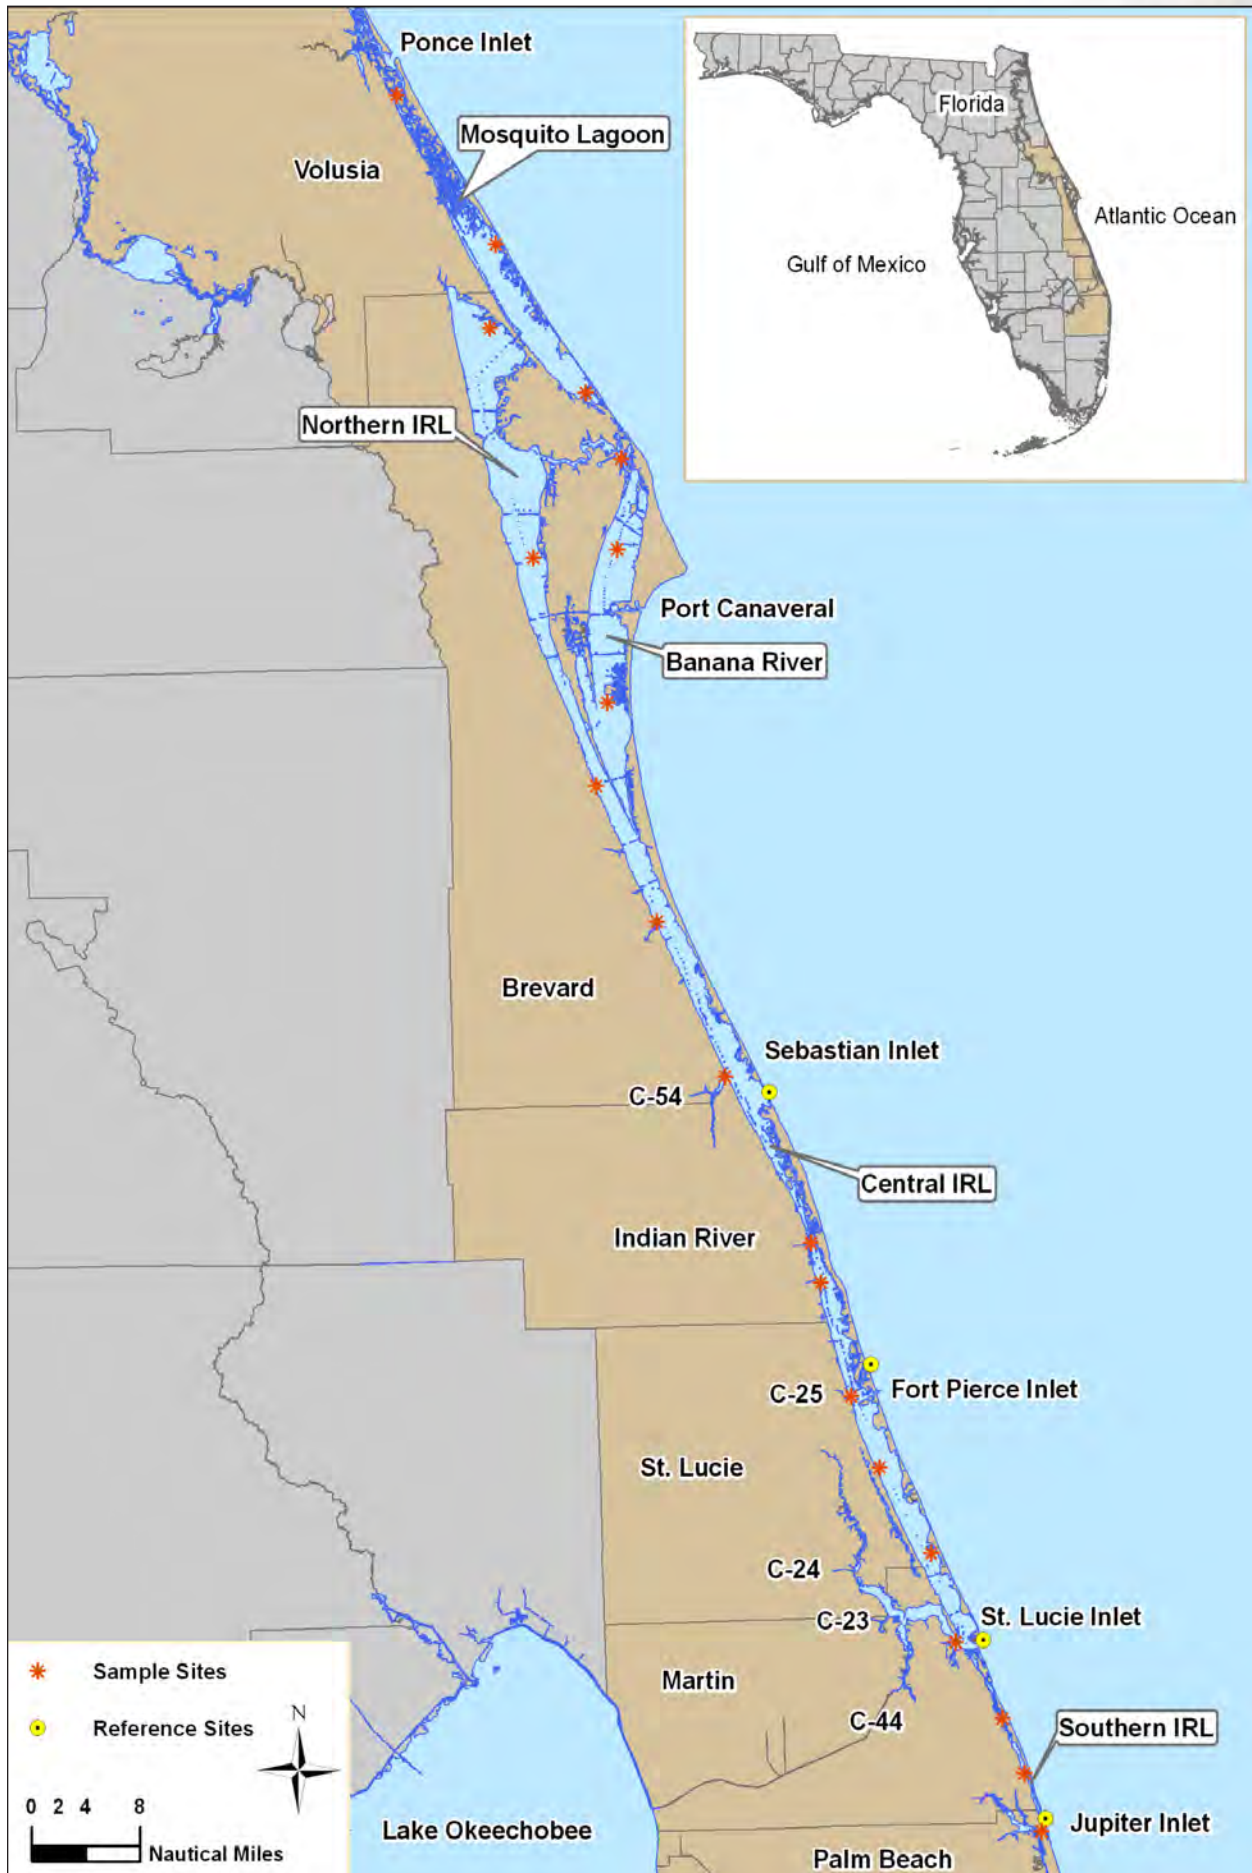 Ponce Inlet
Florida
Mosquito Lagoon
Volusia
Atlantic Ocean
Gulf of Mexico
Northern IRL
Port Canaveral
Banana River
Brevard
Sebastian Inlet
C-54
Central IRL
Indian River
C-25
Fort Pierce Inlet
St. Lucie
C-24
C-23
St. Lucie Inlet
Sample Sites
Martin
Reference Sites
N
C-44
Southern IRL
0 2 4 8
Nautical Miles
Lake Okeechobee
Jupiter Inlet
Palm Beach